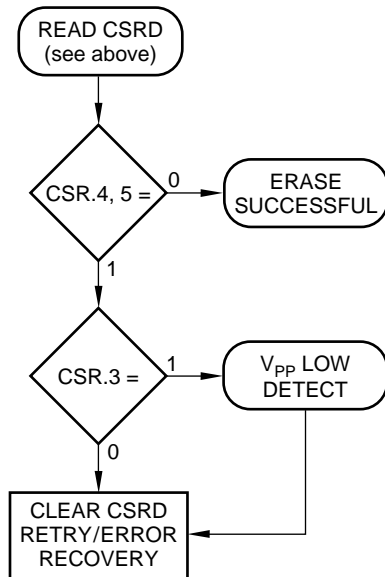 READ CSRD
(see above)
CSR.4, 5 =
0
ERASE
SUCCESSFUL
1
CSR.3 =
1
VPP LOW
DETECT
0
CLEAR CSRD
RETRY/ERROR
RECOVERY